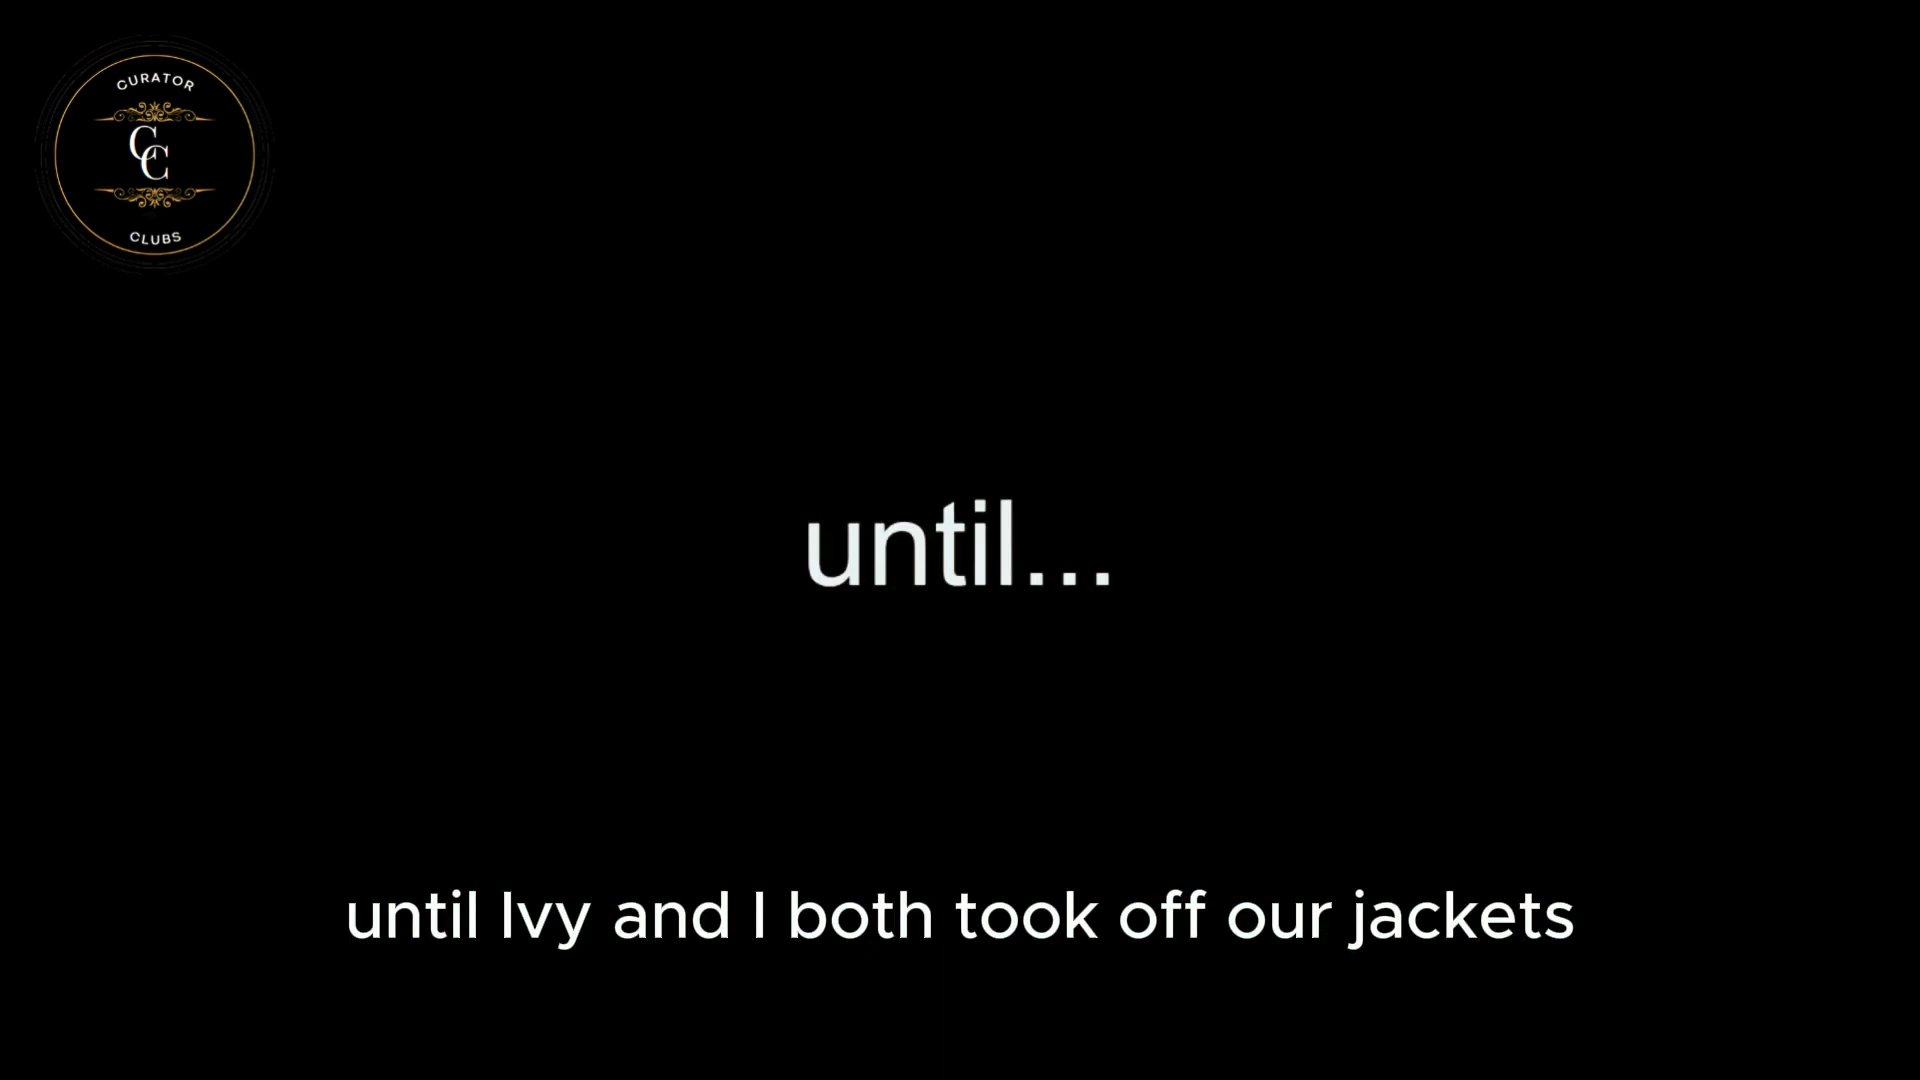 CURATOR
CC
CLUBS
until...
until Ivy and I both took off our jackets